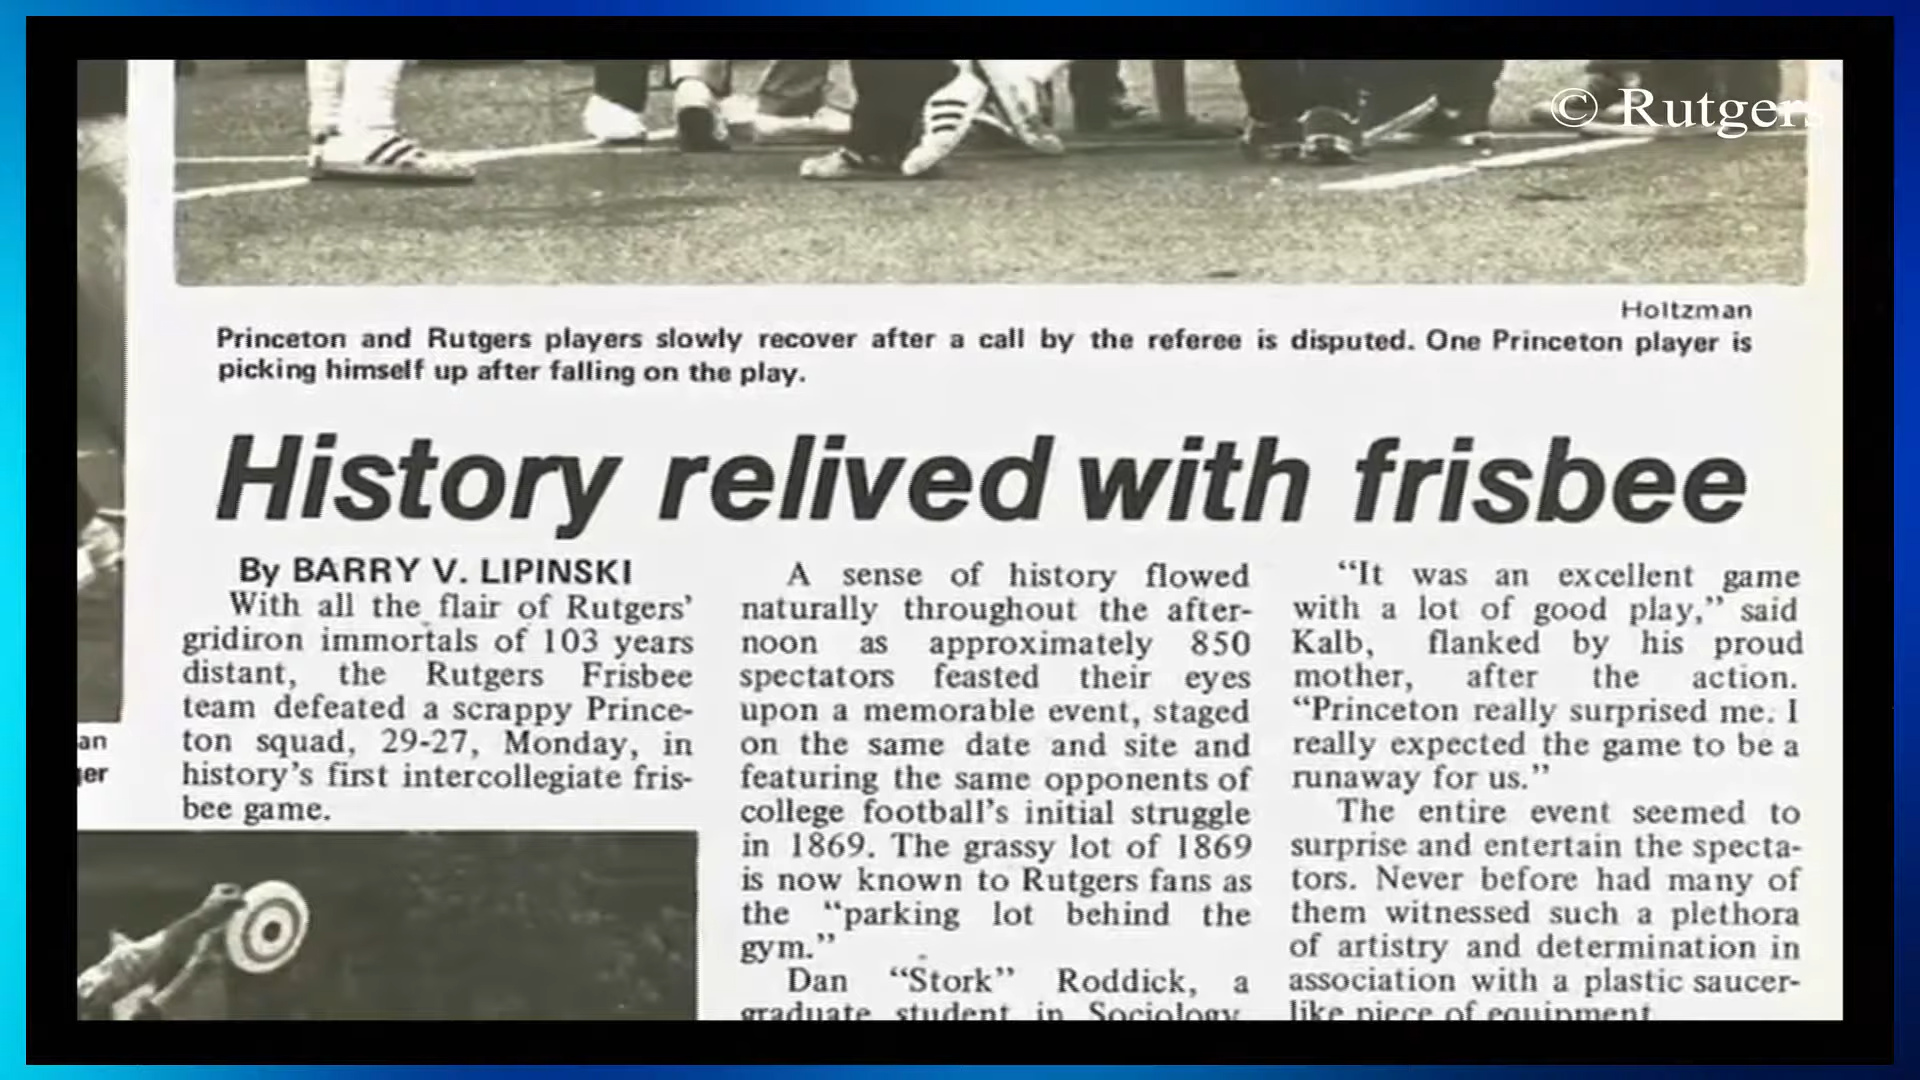 © Rutgers
Holtzman
Princeton and Rutgers players slowly recover after a call by the referee is disputed. One Princeton player is
picking himself up after falling on the play.
History relived with frisbee
By BARRY V. LIPINSKI
With all the flair of Rutgers’
gridiron immortals of 103 years
distant, the Rutgers Frisbee
team defeated a scrappy Prince-
ton squad, 29-27, Monday, in
history’s first intercollegiate fris-
bee game.
A sense of history flowed
naturally throughout the after-
noon as approximately 850
spectators feasted their eyes
upon a memorable event, staged
on the same date and site and
featuring the same opponents of
college football’s initial struggle
in 1869. The grassy lot of 1869
is now known to Rutgers fans as
the “parking lot behind the
gym.”
Dan “Stork” Roddick, a
graduate student in Sociology,
“It was an excellent game
with a lot of good play,” said
Kalb, flanked by his proud
mother, after the action.
“Princeton really surprised me. I
really expected the game to be a
runaway for us.”
The entire event seemed to
surprise and entertain the specta-
tors. Never before had many of
them witnessed such a plethora
of artistry and determination in
association with a plastic saucer-
like piece of equipment.